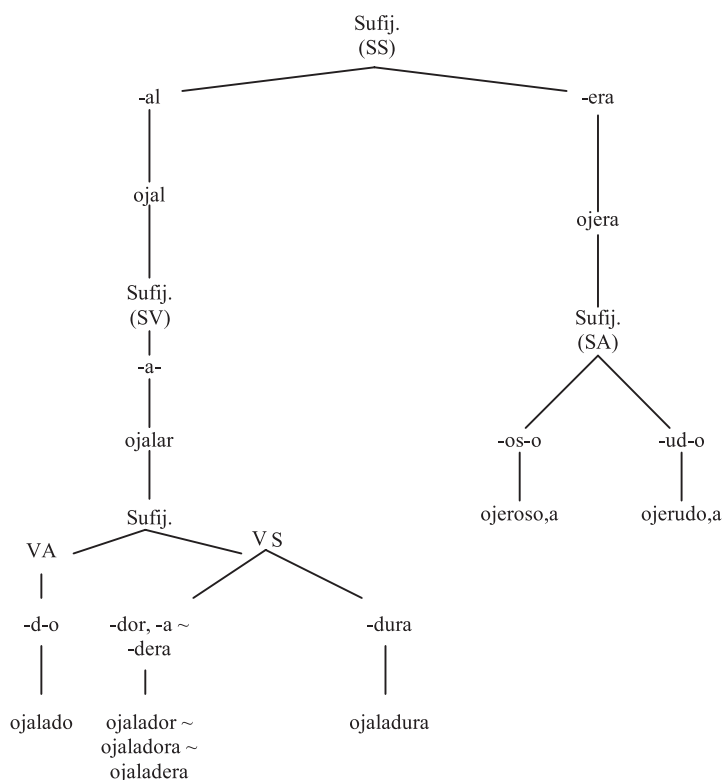 Sufij.
(SS)
-al
-era
ojal
ojera
Sufij.
(SV)
Sufij.
(SA)
-a-
ojalar
-os-o
-ud-o
ojeroso,a
ojerudo,a
Sufij.
VA
V S
-d-o
-dor, -a ~
-dera
-dura
ojalado
ojalador ~
ojaladora ~
ojaladera
ojaladura